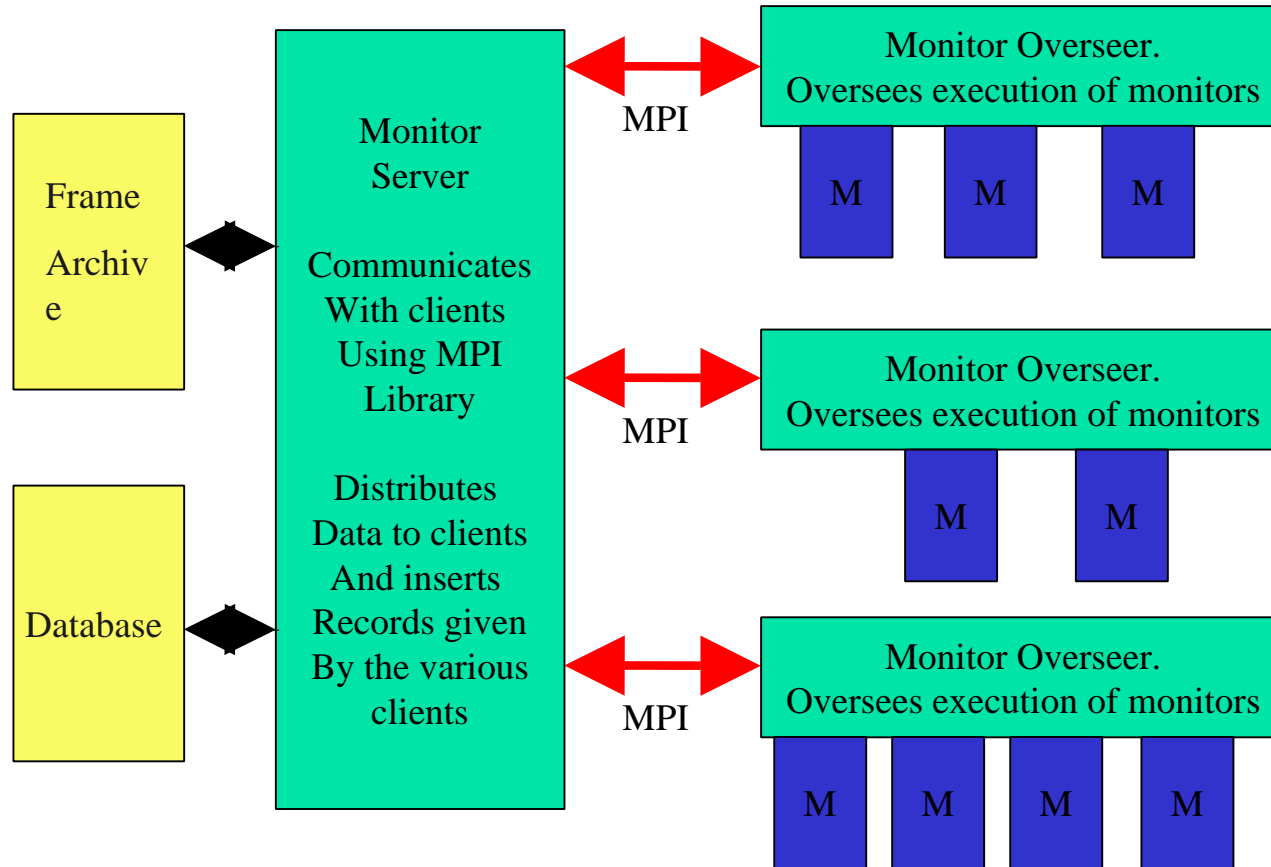 Frame
Archiv
e
Database
Monitor
Server
Communicates
With clients
Using MPI
Library
Distributes
Data to clients
And inserts
Records given
By the various
clients
MPI
MPI
MPI
Monitor Overseer.
Oversees execution of monitors
M M M
Monitor Overseer.
Oversees execution of monitors
M M
Monitor Overseer.
Oversees execution of monitors
M M M M